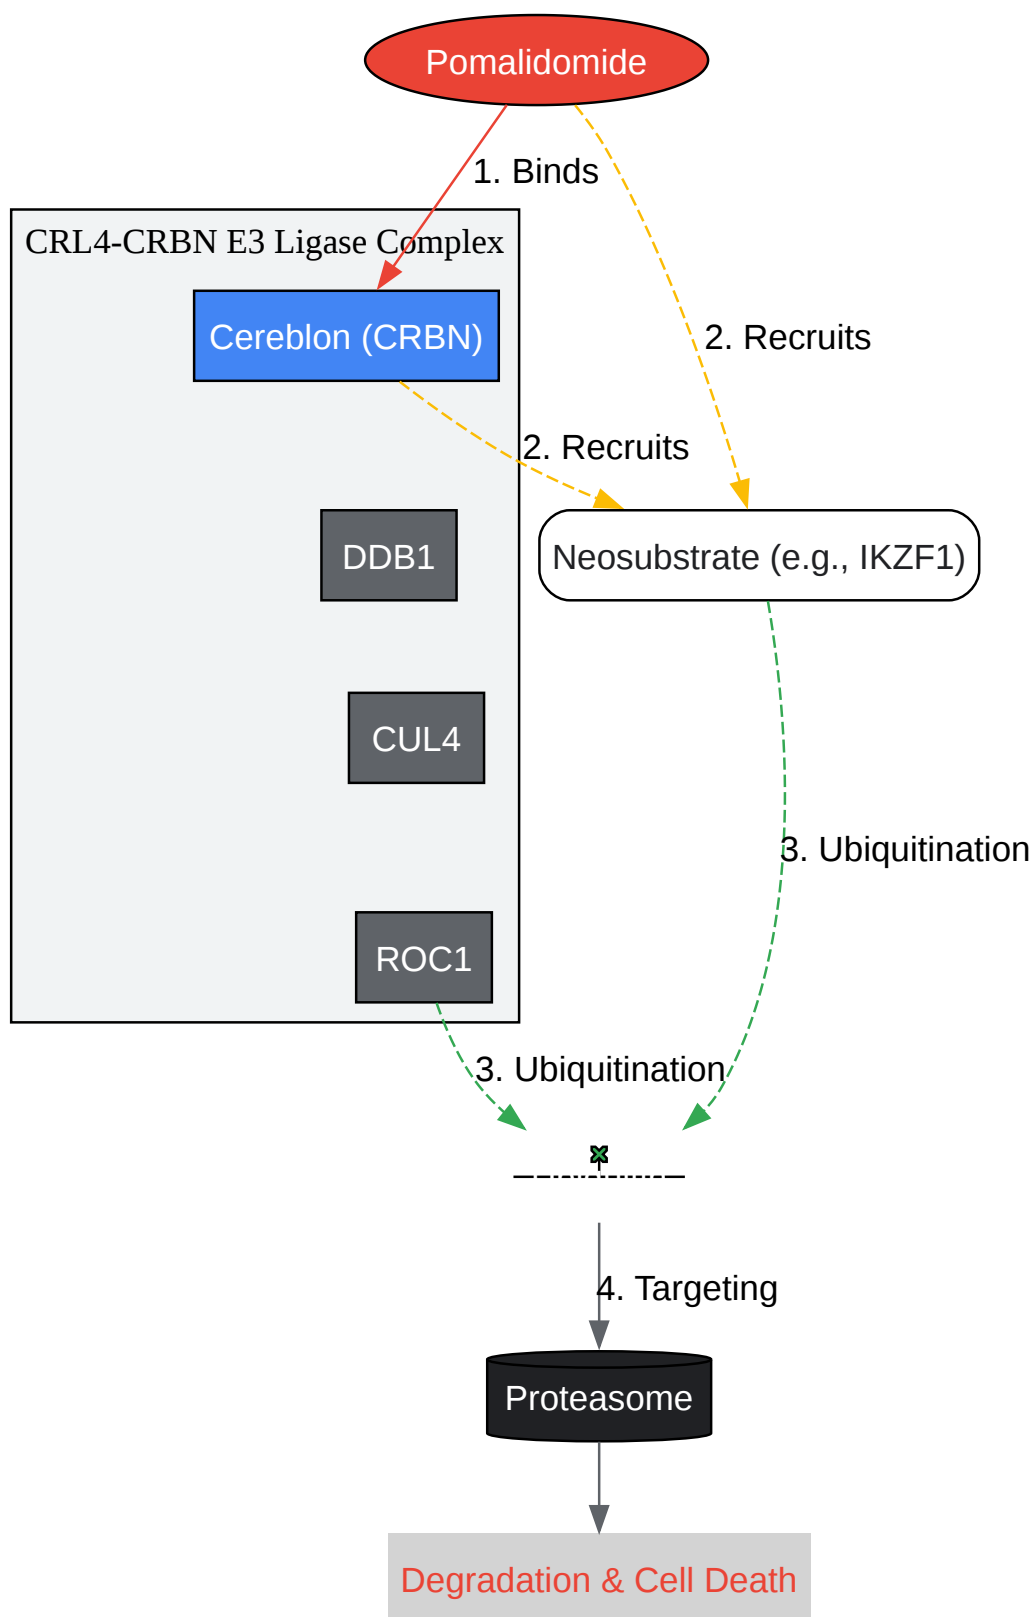 Pomalidomide
1. Binds
CRL4-CRBN E3 Ligase Complex
Cereblon (CRBN)
2. Recruits
2. Recruits
DDB1
Neosubstrate (e.g., IKZF1)
CUL4
3. Ubiquitination
ROC1
3. Ubiquitination
4. Targeting
Proteasome
Degradation & Cell Death